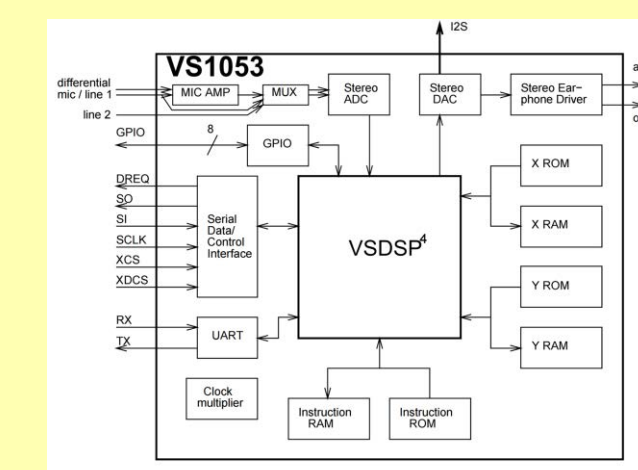 I2S
VS1053
differential
mic / line 1
MIC AMP
MUX
Stereo
ADC
Stereo
DAC
Stereo Ear-
phone Driver
line 2
GPIO
8
GPIO
DREQ
SO
SI
SCLK
XCS
XDCS
Serial
Data/
Control
Interface
VSDSP4
X ROM
X RAM
Y ROM
Y RAM
RX
TX
UART
Clock
multiplier
Instruction
RAM
Instruction
ROM